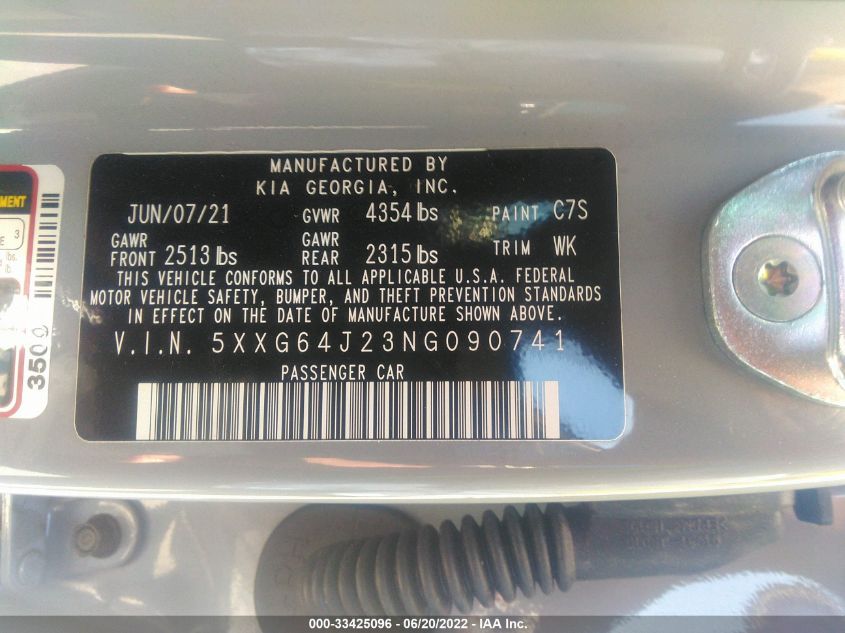 MANUFACTURED BY
KIA GEORGIA, INC.
JUN/07/21 GVWR 4354 lbs PAINT C7S
GAWR FRONT 2513 lbs GAWR REAR 2315 lbs TRIM WK
THIS VEHICLE CONFORMS TO ALL APPLICABLE U.S.A. FEDERAL
MOTOR VEHICLE SAFETY, BUMPER, AND THEFT PREVENTION STANDARDS
IN EFFECT ON THE DATE OF MANUFACTURE SHOWN ABOVE.
V.I.N. 5XXG64J23NG090741
PASSENGER CAR
3500
3
lbs.
000-33425096 - 06/20/2022 - IAA Inc.